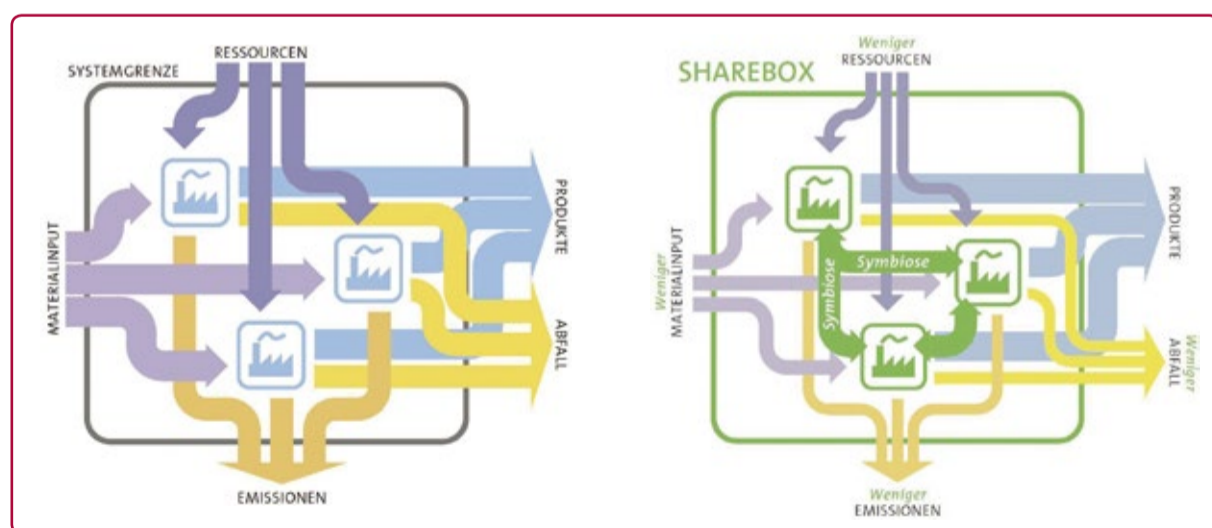 RESSOURCEN
SYSTEMGRENZE
MATERIALINPUT
PRODUKTE
ABFALL
EMISSIONEN
Weniger
RESSOURCEN
SHAREBOX
Weniger
MATERIALINPUT
Symbiose
Symbiose
PRODUKTE
Weniger
ABFALL
Weniger
EMISSIONEN